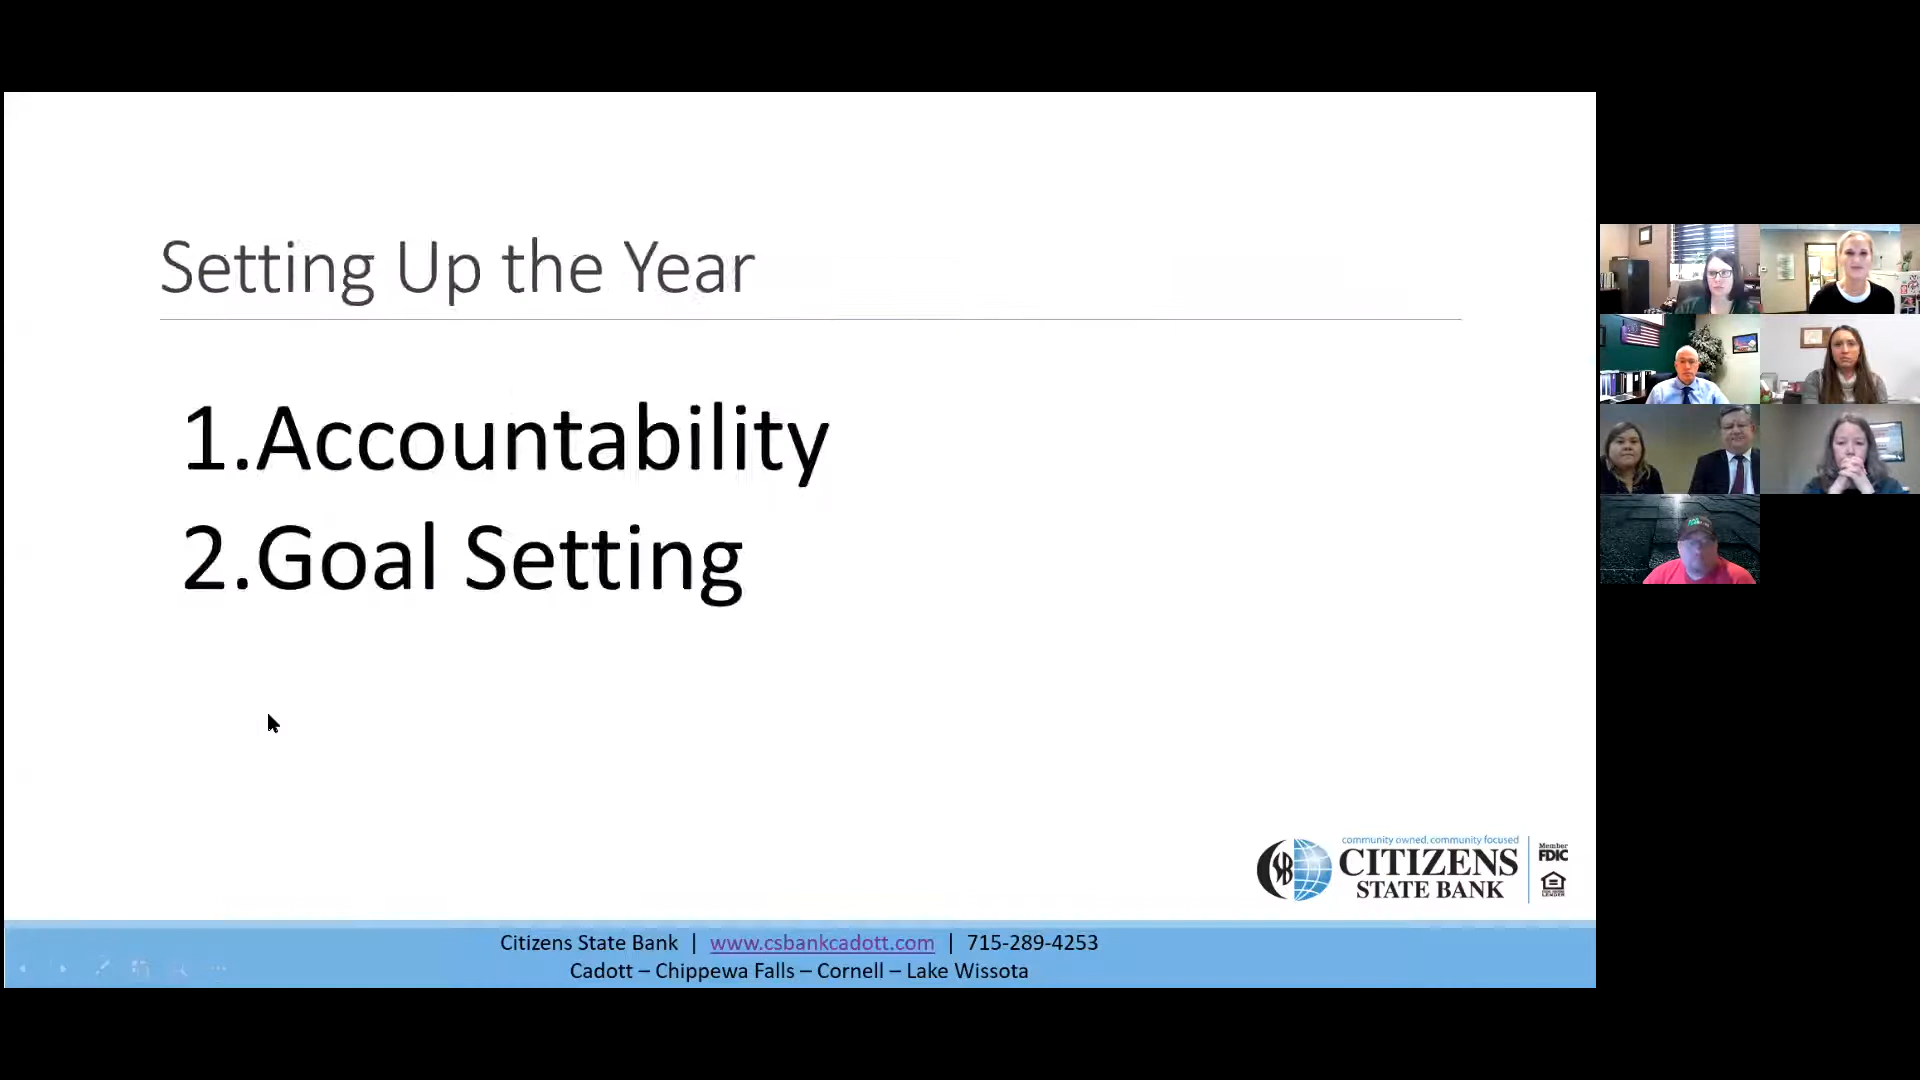 Setting Up the Year
1.Accountability
2.Goal Setting
community owned, community focused
CITIZENS
STATE BANK
Member
FDIC
Citizens State Bank | www.csbankcadott.com | 715-289-4253
Cadott – Chippewa Falls – Cornell – Lake Wissota